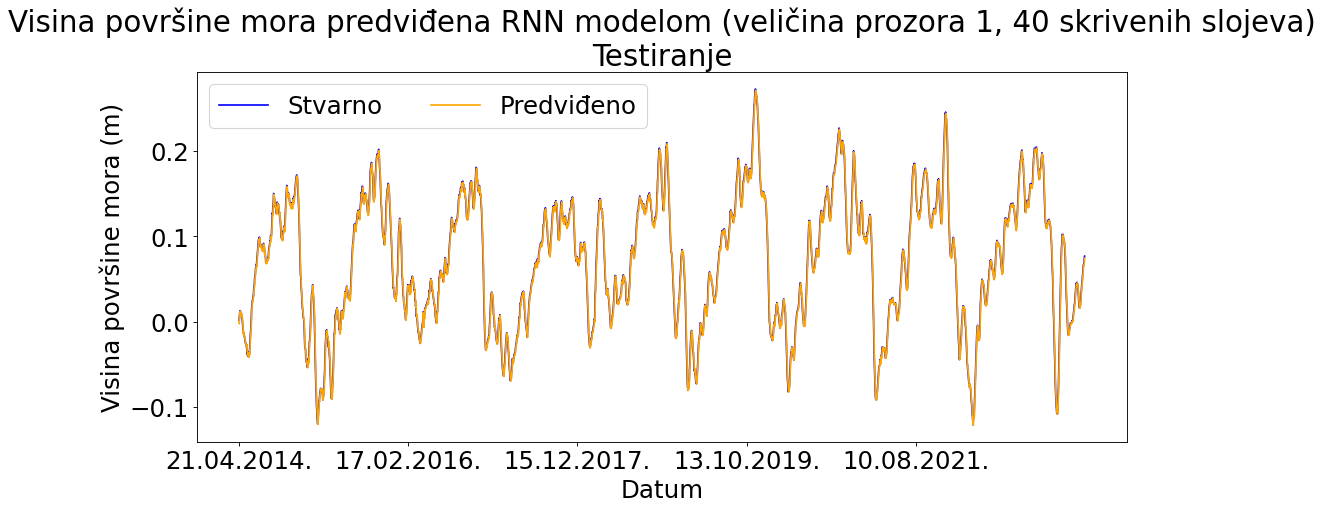 Visina površine mora predviđena RNN modelom (veličina prozora 1, 40 skrivenih slojeva)
Testiranje
Stvarno Predviđeno
Visina površine mora (m)
0.2
0.1
0.0
−0.1
21.04.2014. 17.02.2016. 15.12.2017. 13.10.2019. 10.08.2021.
Datum